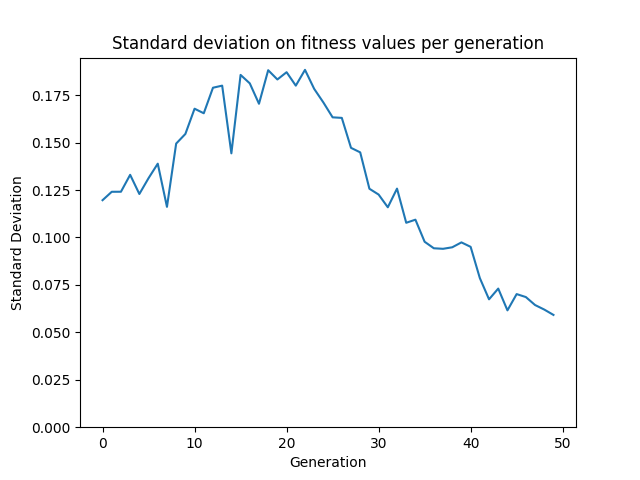 Standard deviation on fitness values per generation
0.175
0.150
0.125
0.100
0.075
0.050
0.025
0.000
Standard Deviation
0 10 20 30 40 50
Generation